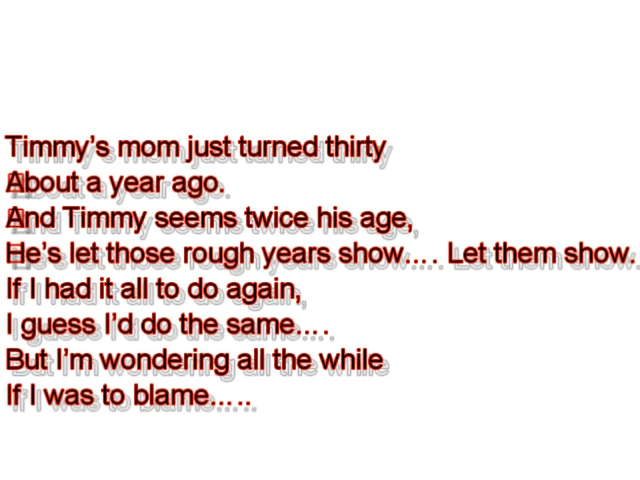 Timmy’s mom just turned thirty
About a year ago.
And Timmy seems twice his age,
He’s let those rough years show…. Let them show.
If I had it all to do again,
I guess I’d do the same….
But I’m wondering all the while
If I was to blame…..